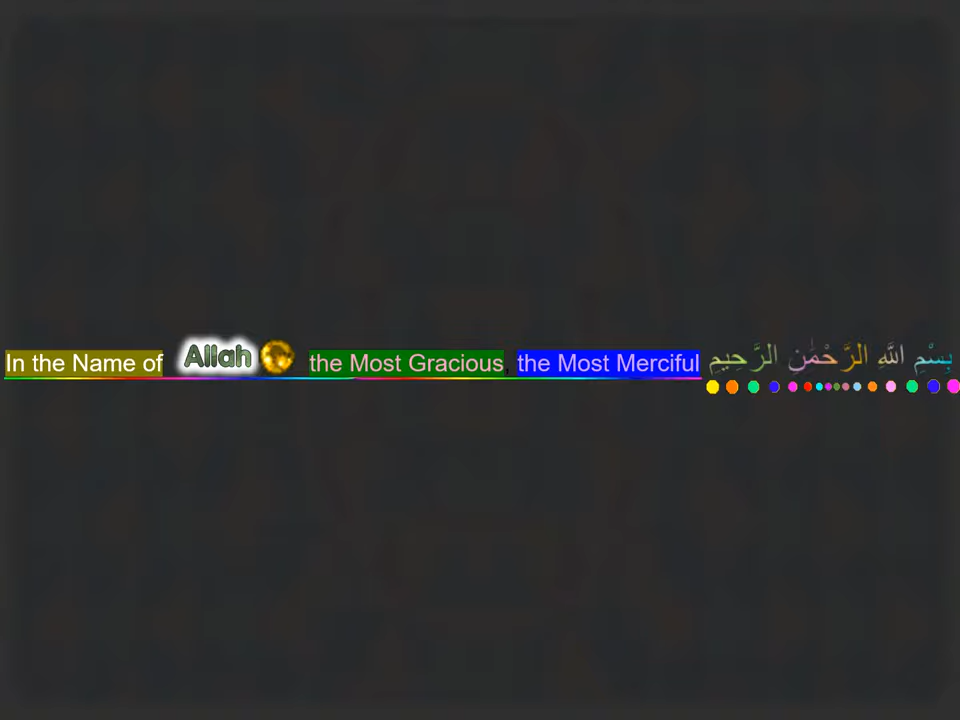 In the Name of Allah the Most Gracious, the Most Merciful بِسْمِ اللَّهِ الرَّحْمَٰنِ الرَّحِيمِ